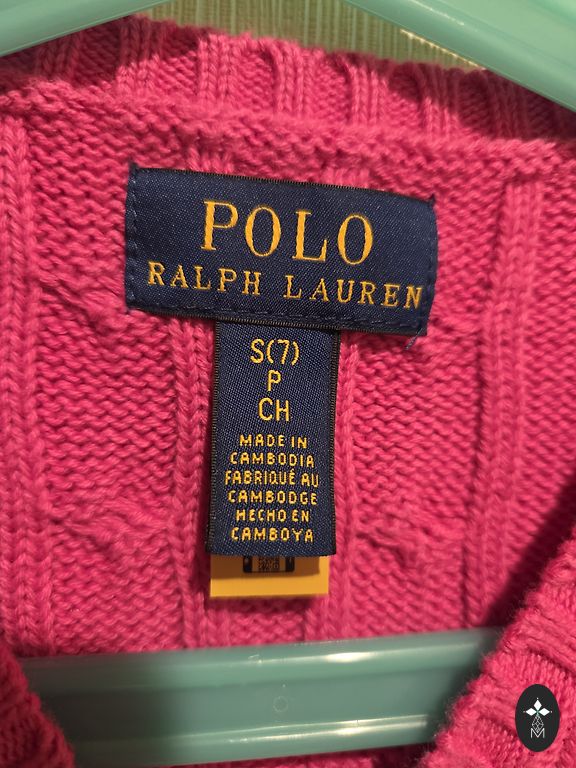 POLO
RALPH LAUREN
S(7)
P
CH
MADE IN
CAMBODIA
FABRIQUÉ AU
CAMBODGE
HECHO EN
CAMBOYA
M